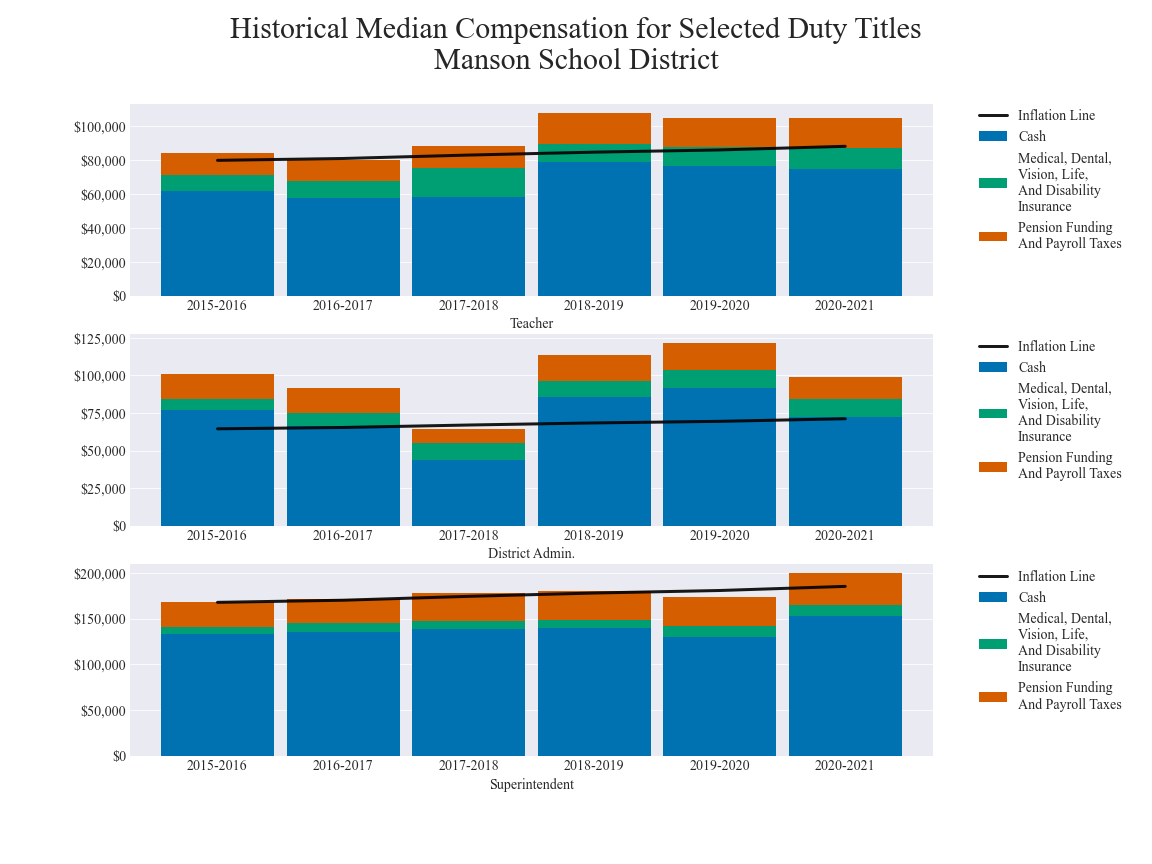 Historical Median Compensation for Selected Duty Titles
Manson School District
$100,000
$80,000
$60,000
$40,000
$20,000
$0
2015-2016 2016-2017 2017-2018 2018-2019 2019-2020 2020-2021
Teacher
Inflation Line
Cash
Medical, Dental,
Vision, Life,
And Disability
Insurance
Pension Funding
And Payroll Taxes
$125,000
$100,000
$75,000
$50,000
$25,000
$0
2015-2016 2016-2017 2017-2018 2018-2019 2019-2020 2020-2021
District Admin.
Inflation Line
Cash
Medical, Dental,
Vision, Life,
And Disability
Insurance
Pension Funding
And Payroll Taxes
$200,000
$150,000
$100,000
$50,000
$0
2015-2016 2016-2017 2017-2018 2018-2019 2019-2020 2020-2021
Superintendent
Inflation Line
Cash
Medical, Dental,
Vision, Life,
And Disability
Insurance
Pension Funding
And Payroll Taxes